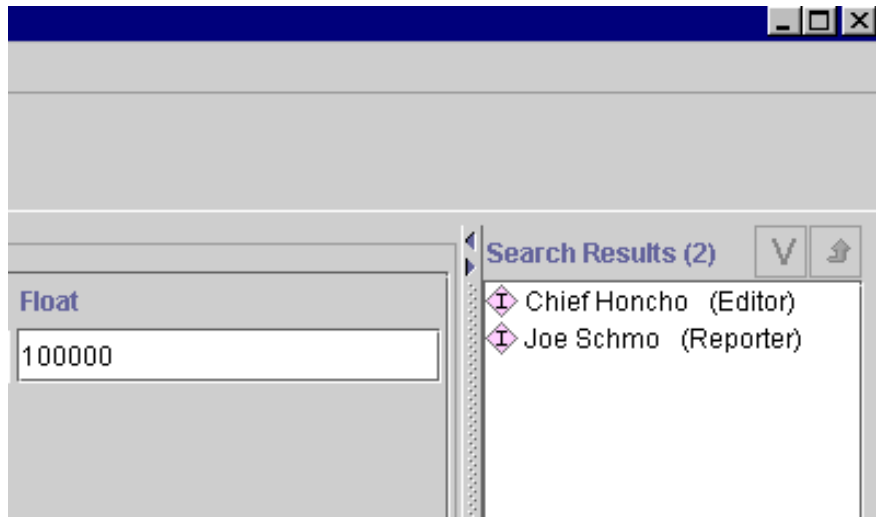 Search Results (2)
V
Float
100000
I Chief Honcho (Editor)
I Joe Schmo (Reporter)